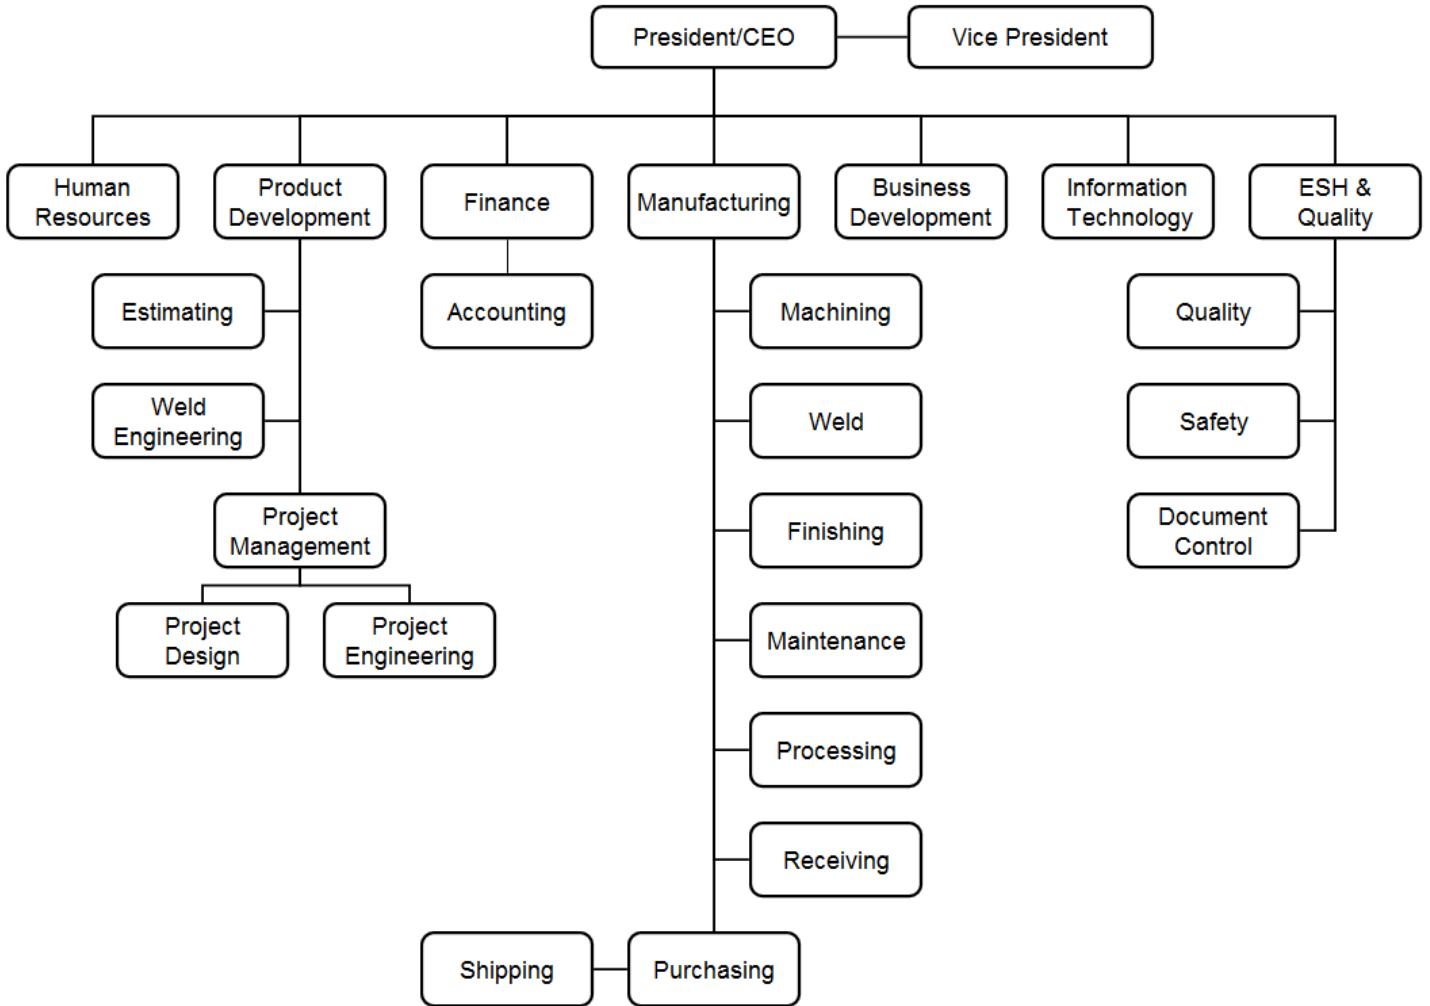 President/CEO
Vice President
Human
Resources
Product
Development
Finance
Manufacturing
Business
Development
Information
Technology
ESH &
Quality
Estimating
Accounting
Machining
Quality
Weld
Engineering
Weld
Safety
Project
Management
Finishing
Document
Control
Project
Design
Project
Engineering
Maintenance
Processing
Receiving
Shipping
Purchasing